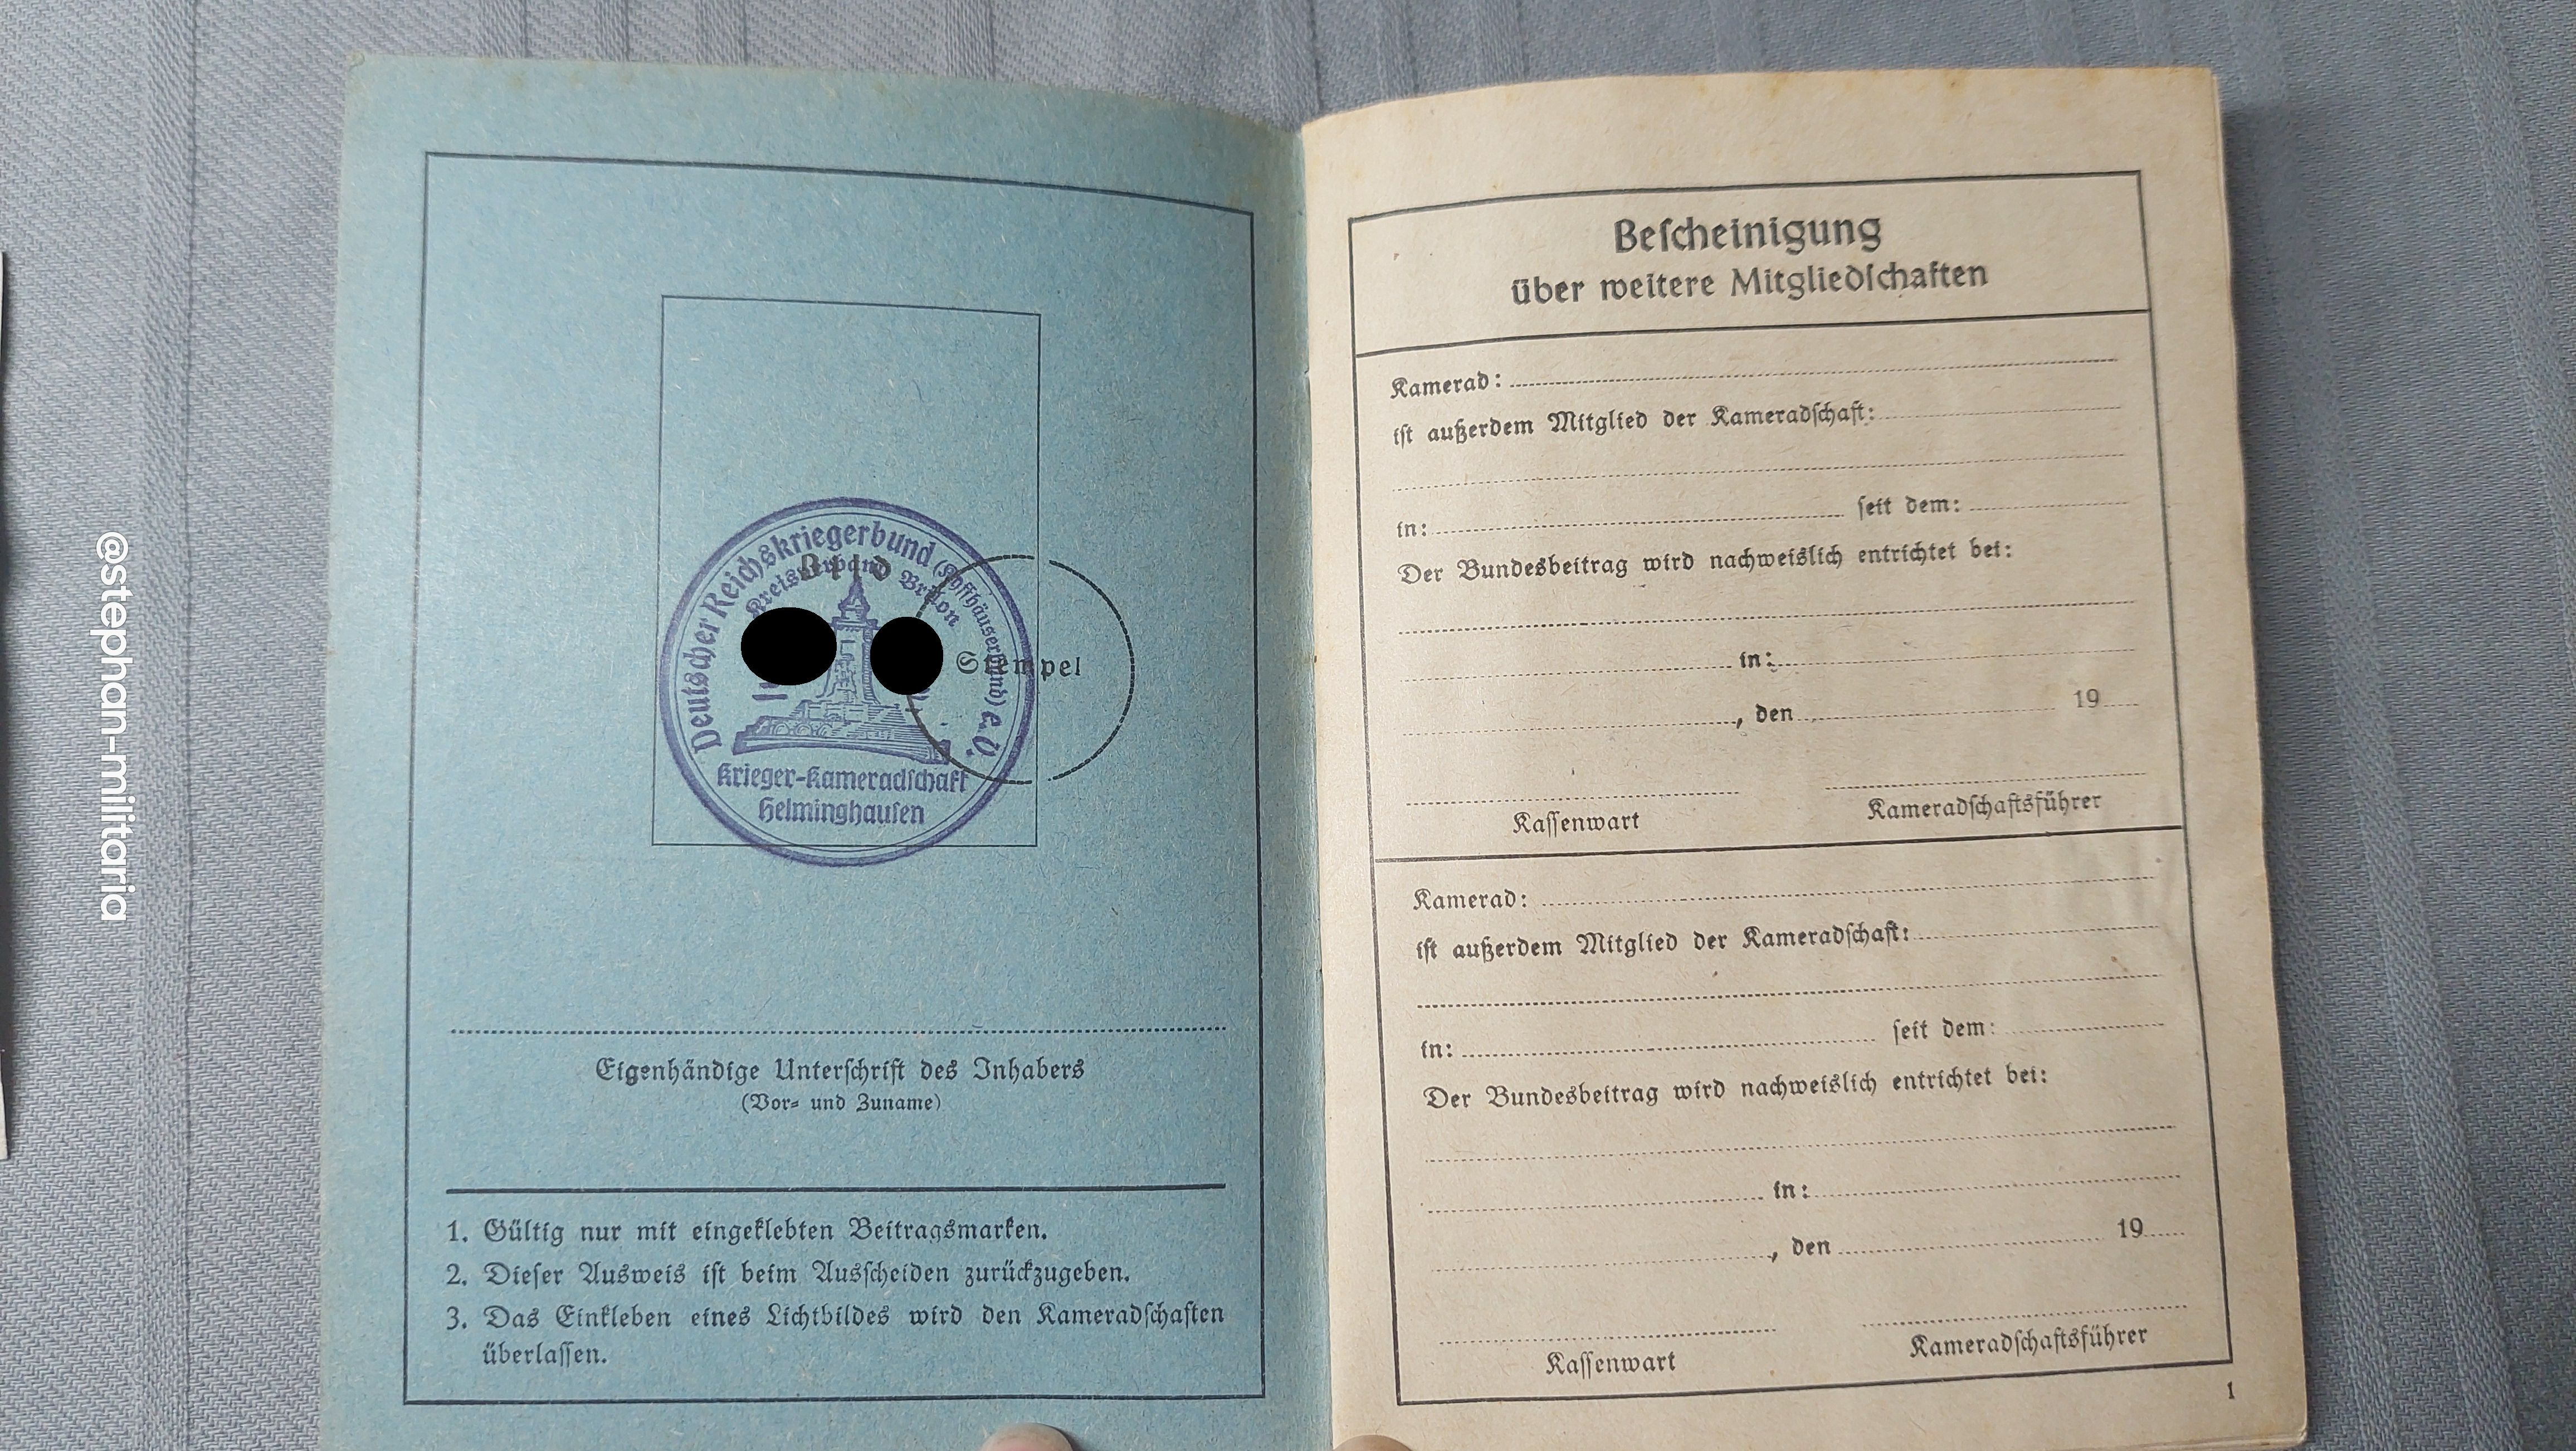 @stephan-militaria
Deutscher Reichskriegerbund (Kyffhäuserbund) e.V.
Kreisverband Brilon
Bild
Stempel
Krieger-Kameradſchaft
Helminghauſen
Eigenhändige Unterſchrift des Inhabers
(Vor- und Zuname)
1. Gültig nur mit eingeklebten Beitragsmarken.
2. Dieſer Ausweis iſt beim Ausſcheiden zurückzugeben.
3. Das Einkleben eines Lichtbildes wird den Kameradſchaften
überlaſſen.
Beſcheinigung
über weitere Mitgliedſchaften
Kamerad:
iſt außerdem Mitglied der Kameradſchaft:
in: ſeit dem:
Der Bundesbeitrag wird nachweislich entrichtet bei:
in:
, den 19
Kaſſenwart Kameradſchaftsführer
Kamerad:
iſt außerdem Mitglied der Kameradſchaft:
in: ſeit dem:
Der Bundesbeitrag wird nachweislich entrichtet bei:
in:
, den 19
Kaſſenwart Kameradſchaftsführer
1